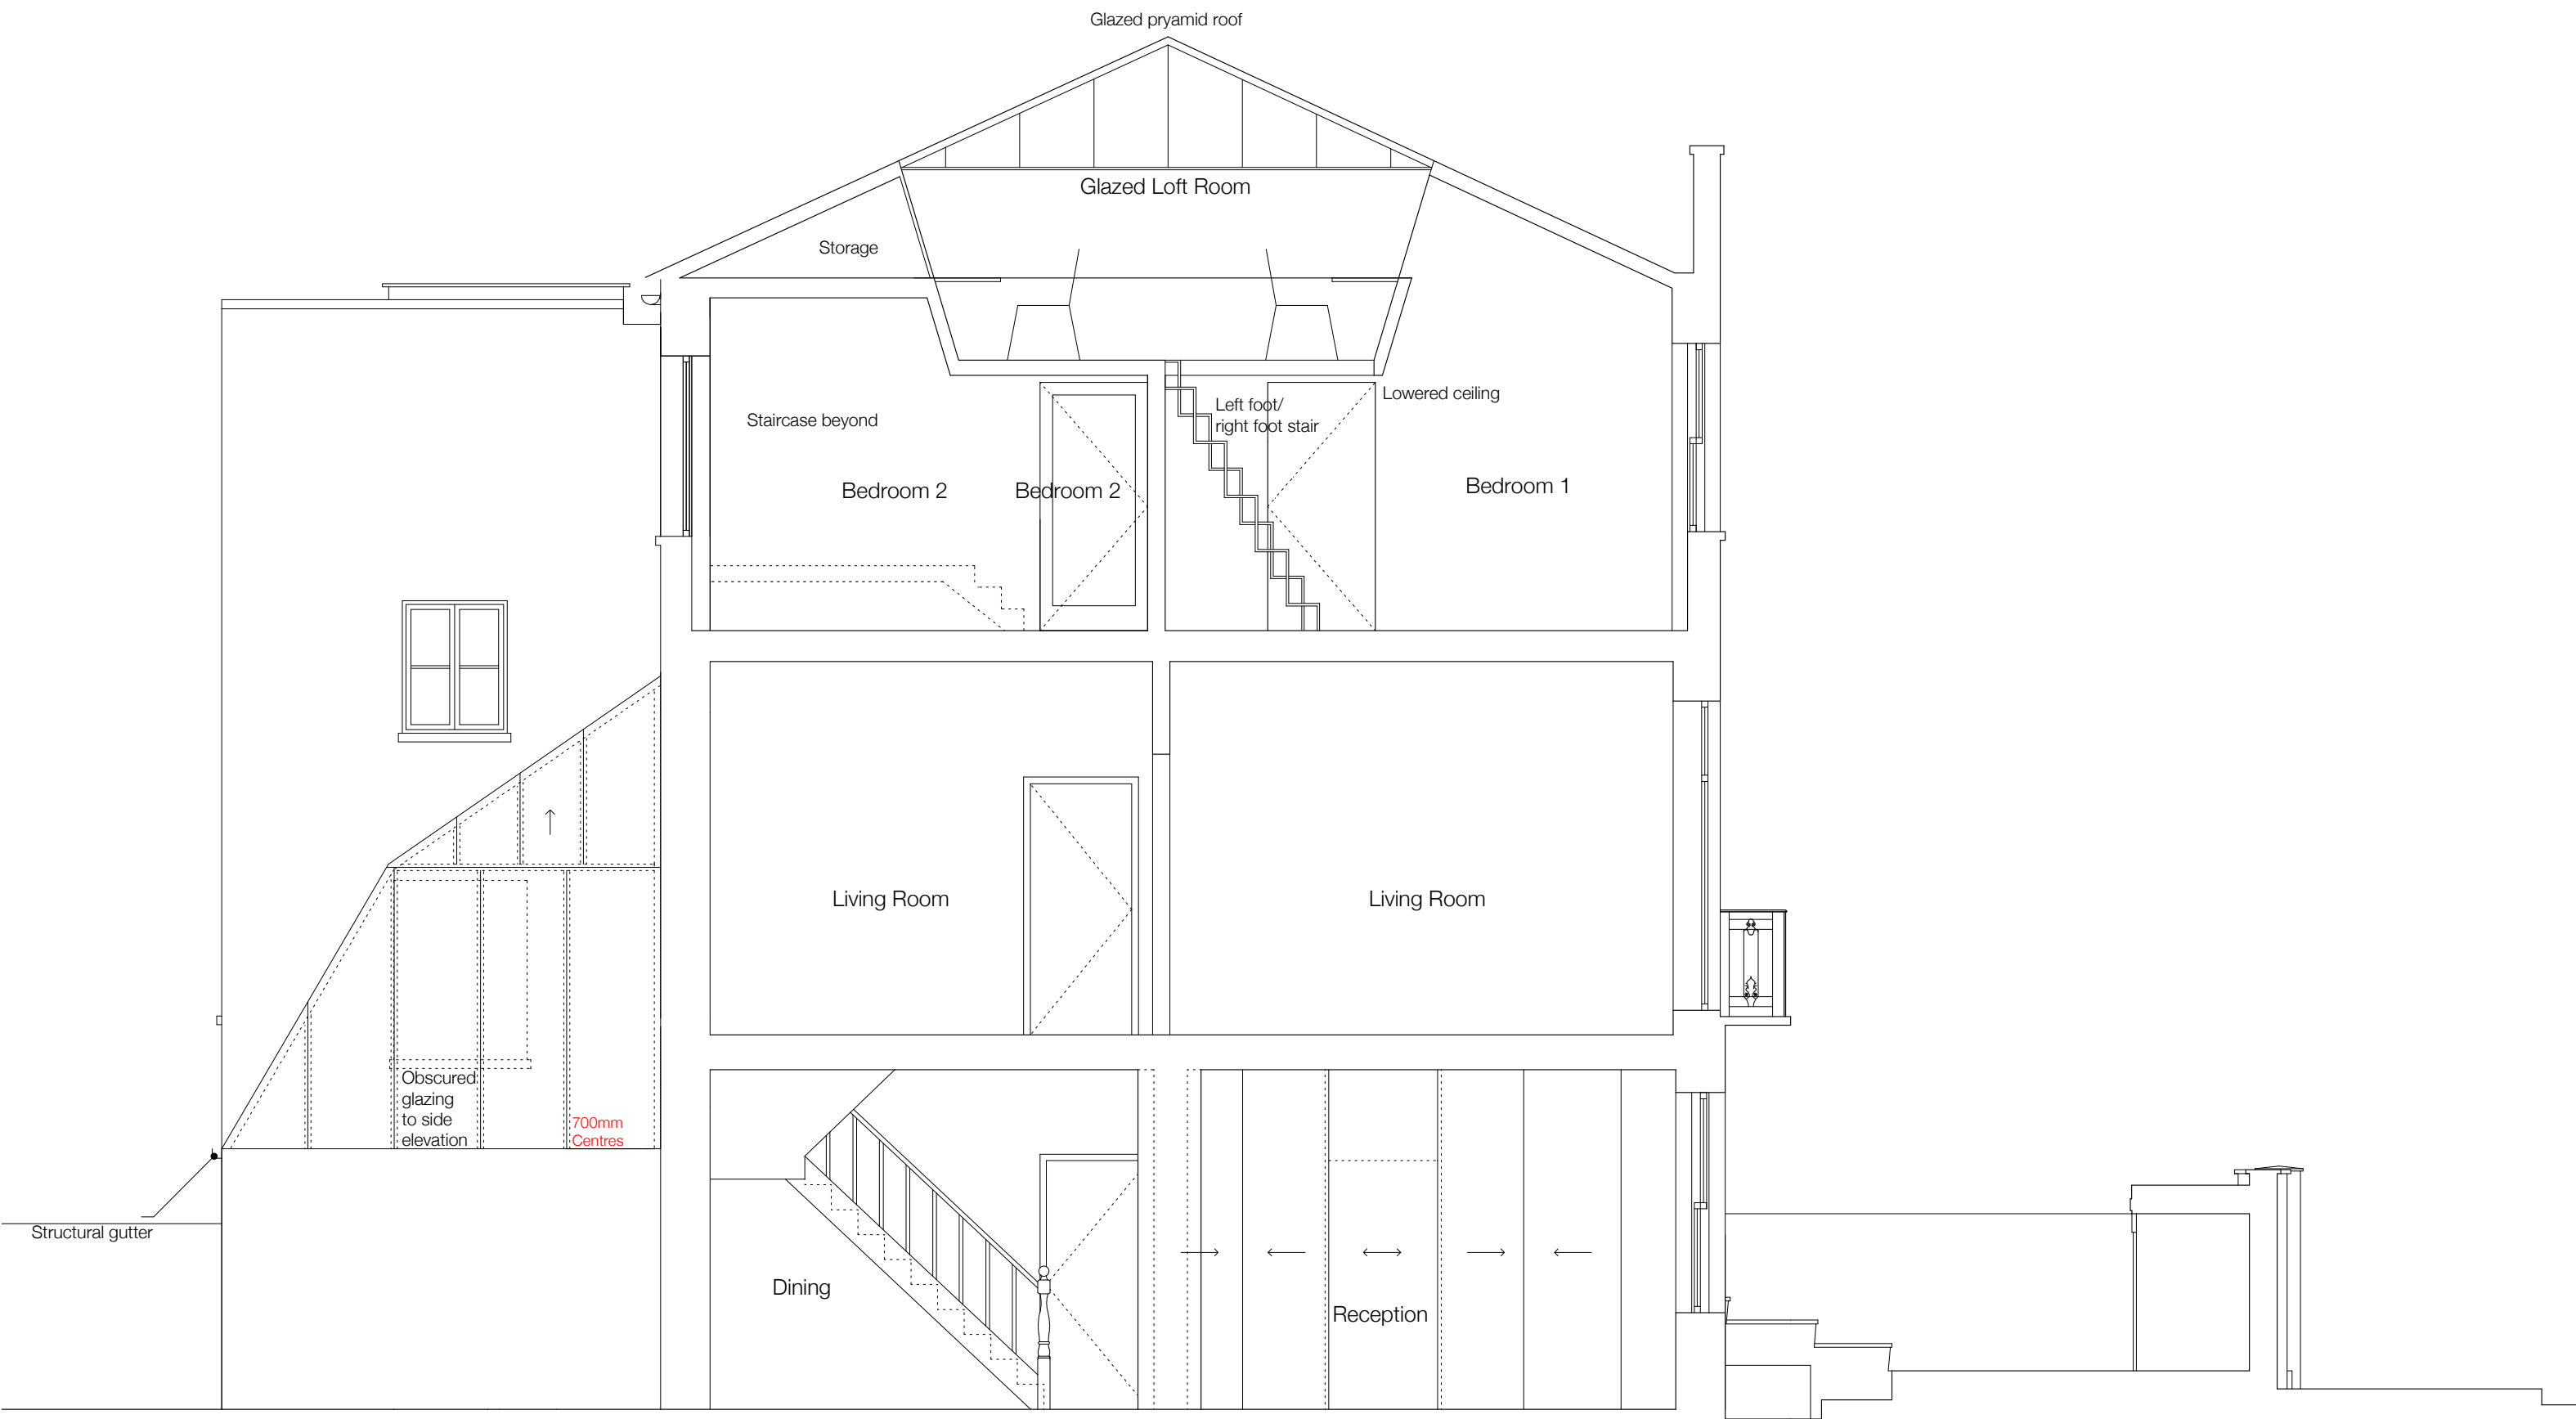 Glazed pryamid roof
Glazed Loft Room
Storage
Staircase beyond
Left foot/
right foot stair
Lowered ceiling
Bedroom 2
Bedroom 2
Bedroom 1
Living Room
Living Room
Obscured
glazing
to side
elevation
700mm
Centres
Structural gutter
Dining
Reception